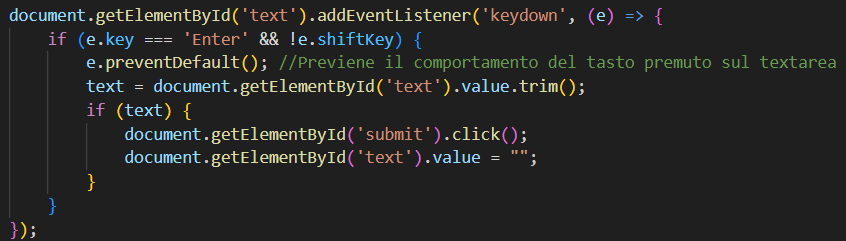 document.getElementById('text').addEventListener('keydown', (e) => {
    if (e.key === 'Enter' && !e.shiftKey) {
        e.preventDefault(); //Previene il comportamento del tasto premuto sul textarea
        text = document.getElementById('text').value.trim();
        if (text) {
            document.getElementById('submit').click();
            document.getElementById('text').value = "";
        }
    }
});